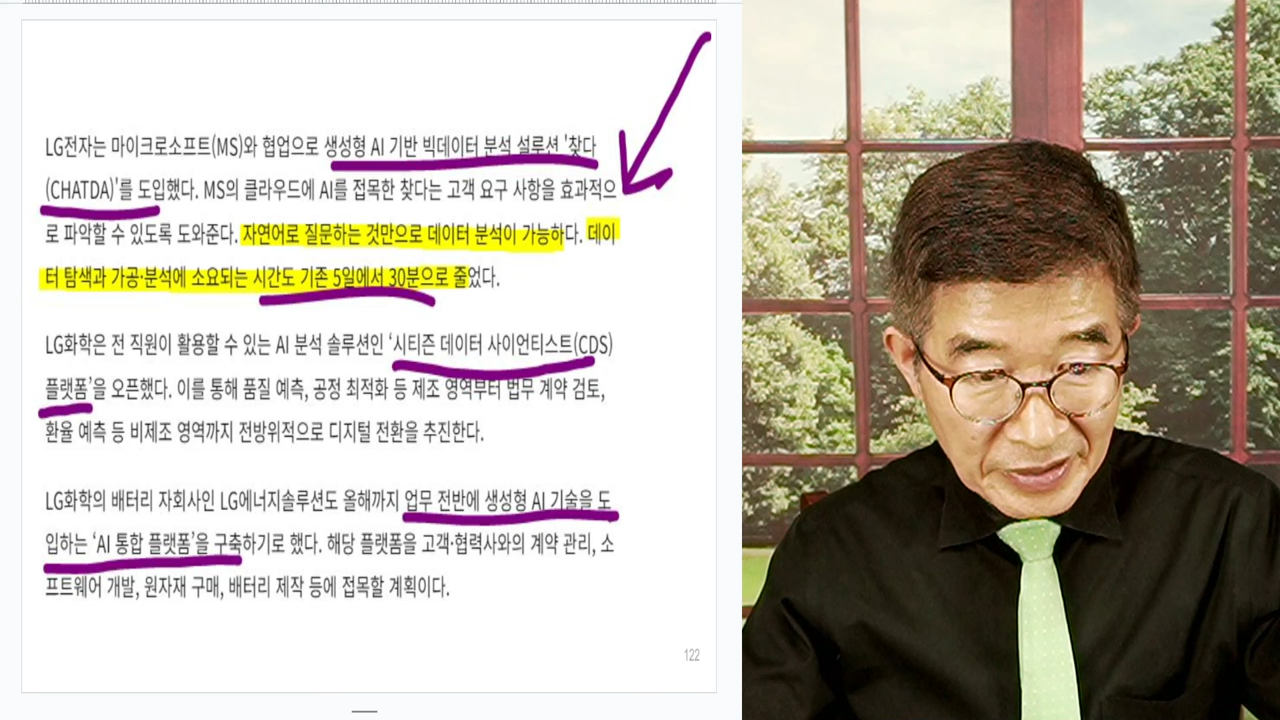 LG전자는 마이크로소프트(MS)와 협업으로 생성형 AI 기반 빅데이터 분석 설루션 '찾다
(CHATDA)'를 도입했다. MS의 클라우드에 AI를 접목한 찾다는 고객 요구 사항을 효과적으
로 파악할 수 있도록 도와준다. 자연어로 질문하는 것만으로 데이터 분석이 가능하다. 데이
터 탐색과 가공·분석에 소요되는 시간도 기존 5일에서 30분으로 줄었다.
LG화학은 전 직원이 활용할 수 있는 AI 분석 솔루션인 ‘시티즌 데이터 사이언티스트(CDS)
플랫폼’을 오픈했다. 이를 통해 품질 예측, 공정 최적화 등 제조 영역부터 법무 계약 검토,
환율 예측 등 비제조 영역까지 전방위적으로 디지털 전환을 추진한다.
LG화학의 배터리 자회사인 LG에너지솔루션도 올해까지 업무 전반에 생성형 AI 기술을 도
입하는 ‘AI 통합 플랫폼’을 구축하기로 했다. 해당 플랫폼을 고객·협력사와의 계약 관리, 소
프트웨어 개발, 원자재 구매, 배터리 제작 등에 접목할 계획이다.
122